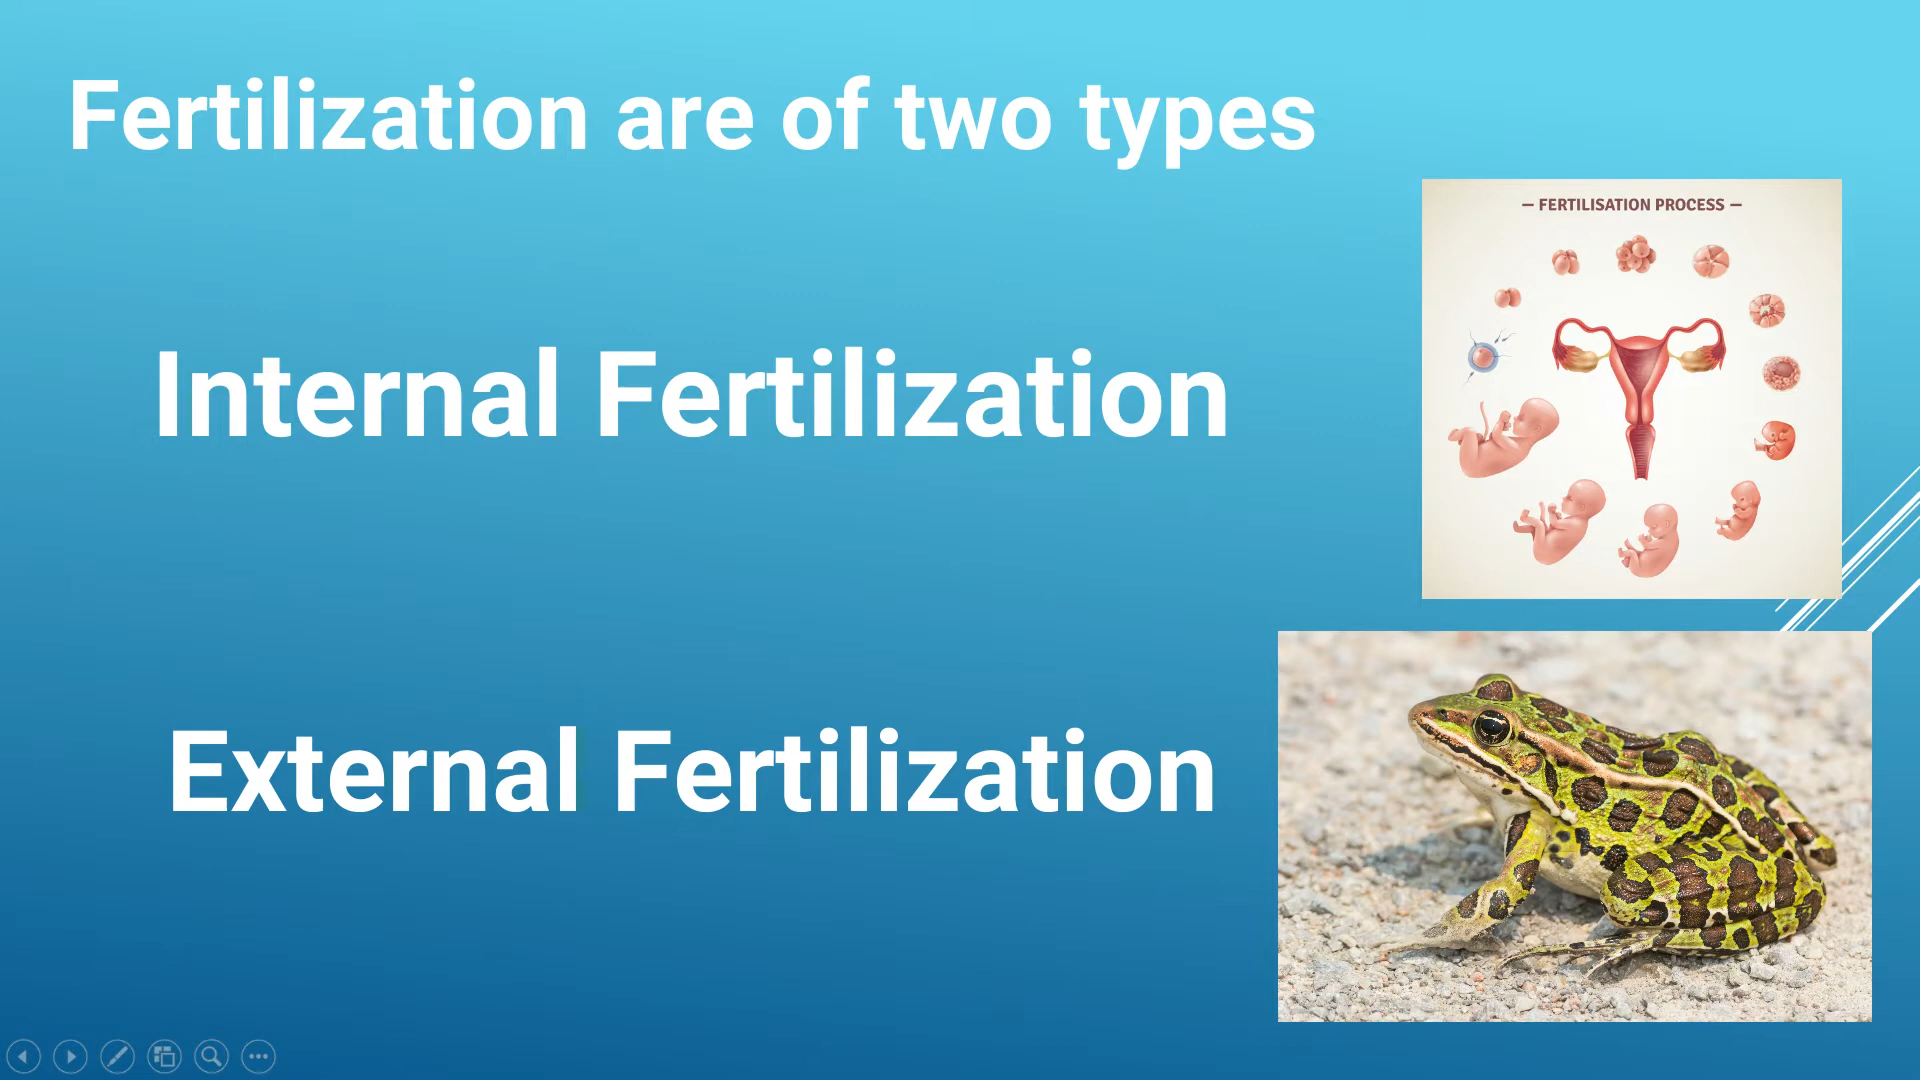 Fertilization are of two types
— FERTILISATION PROCESS —
Internal Fertilization
External Fertilization